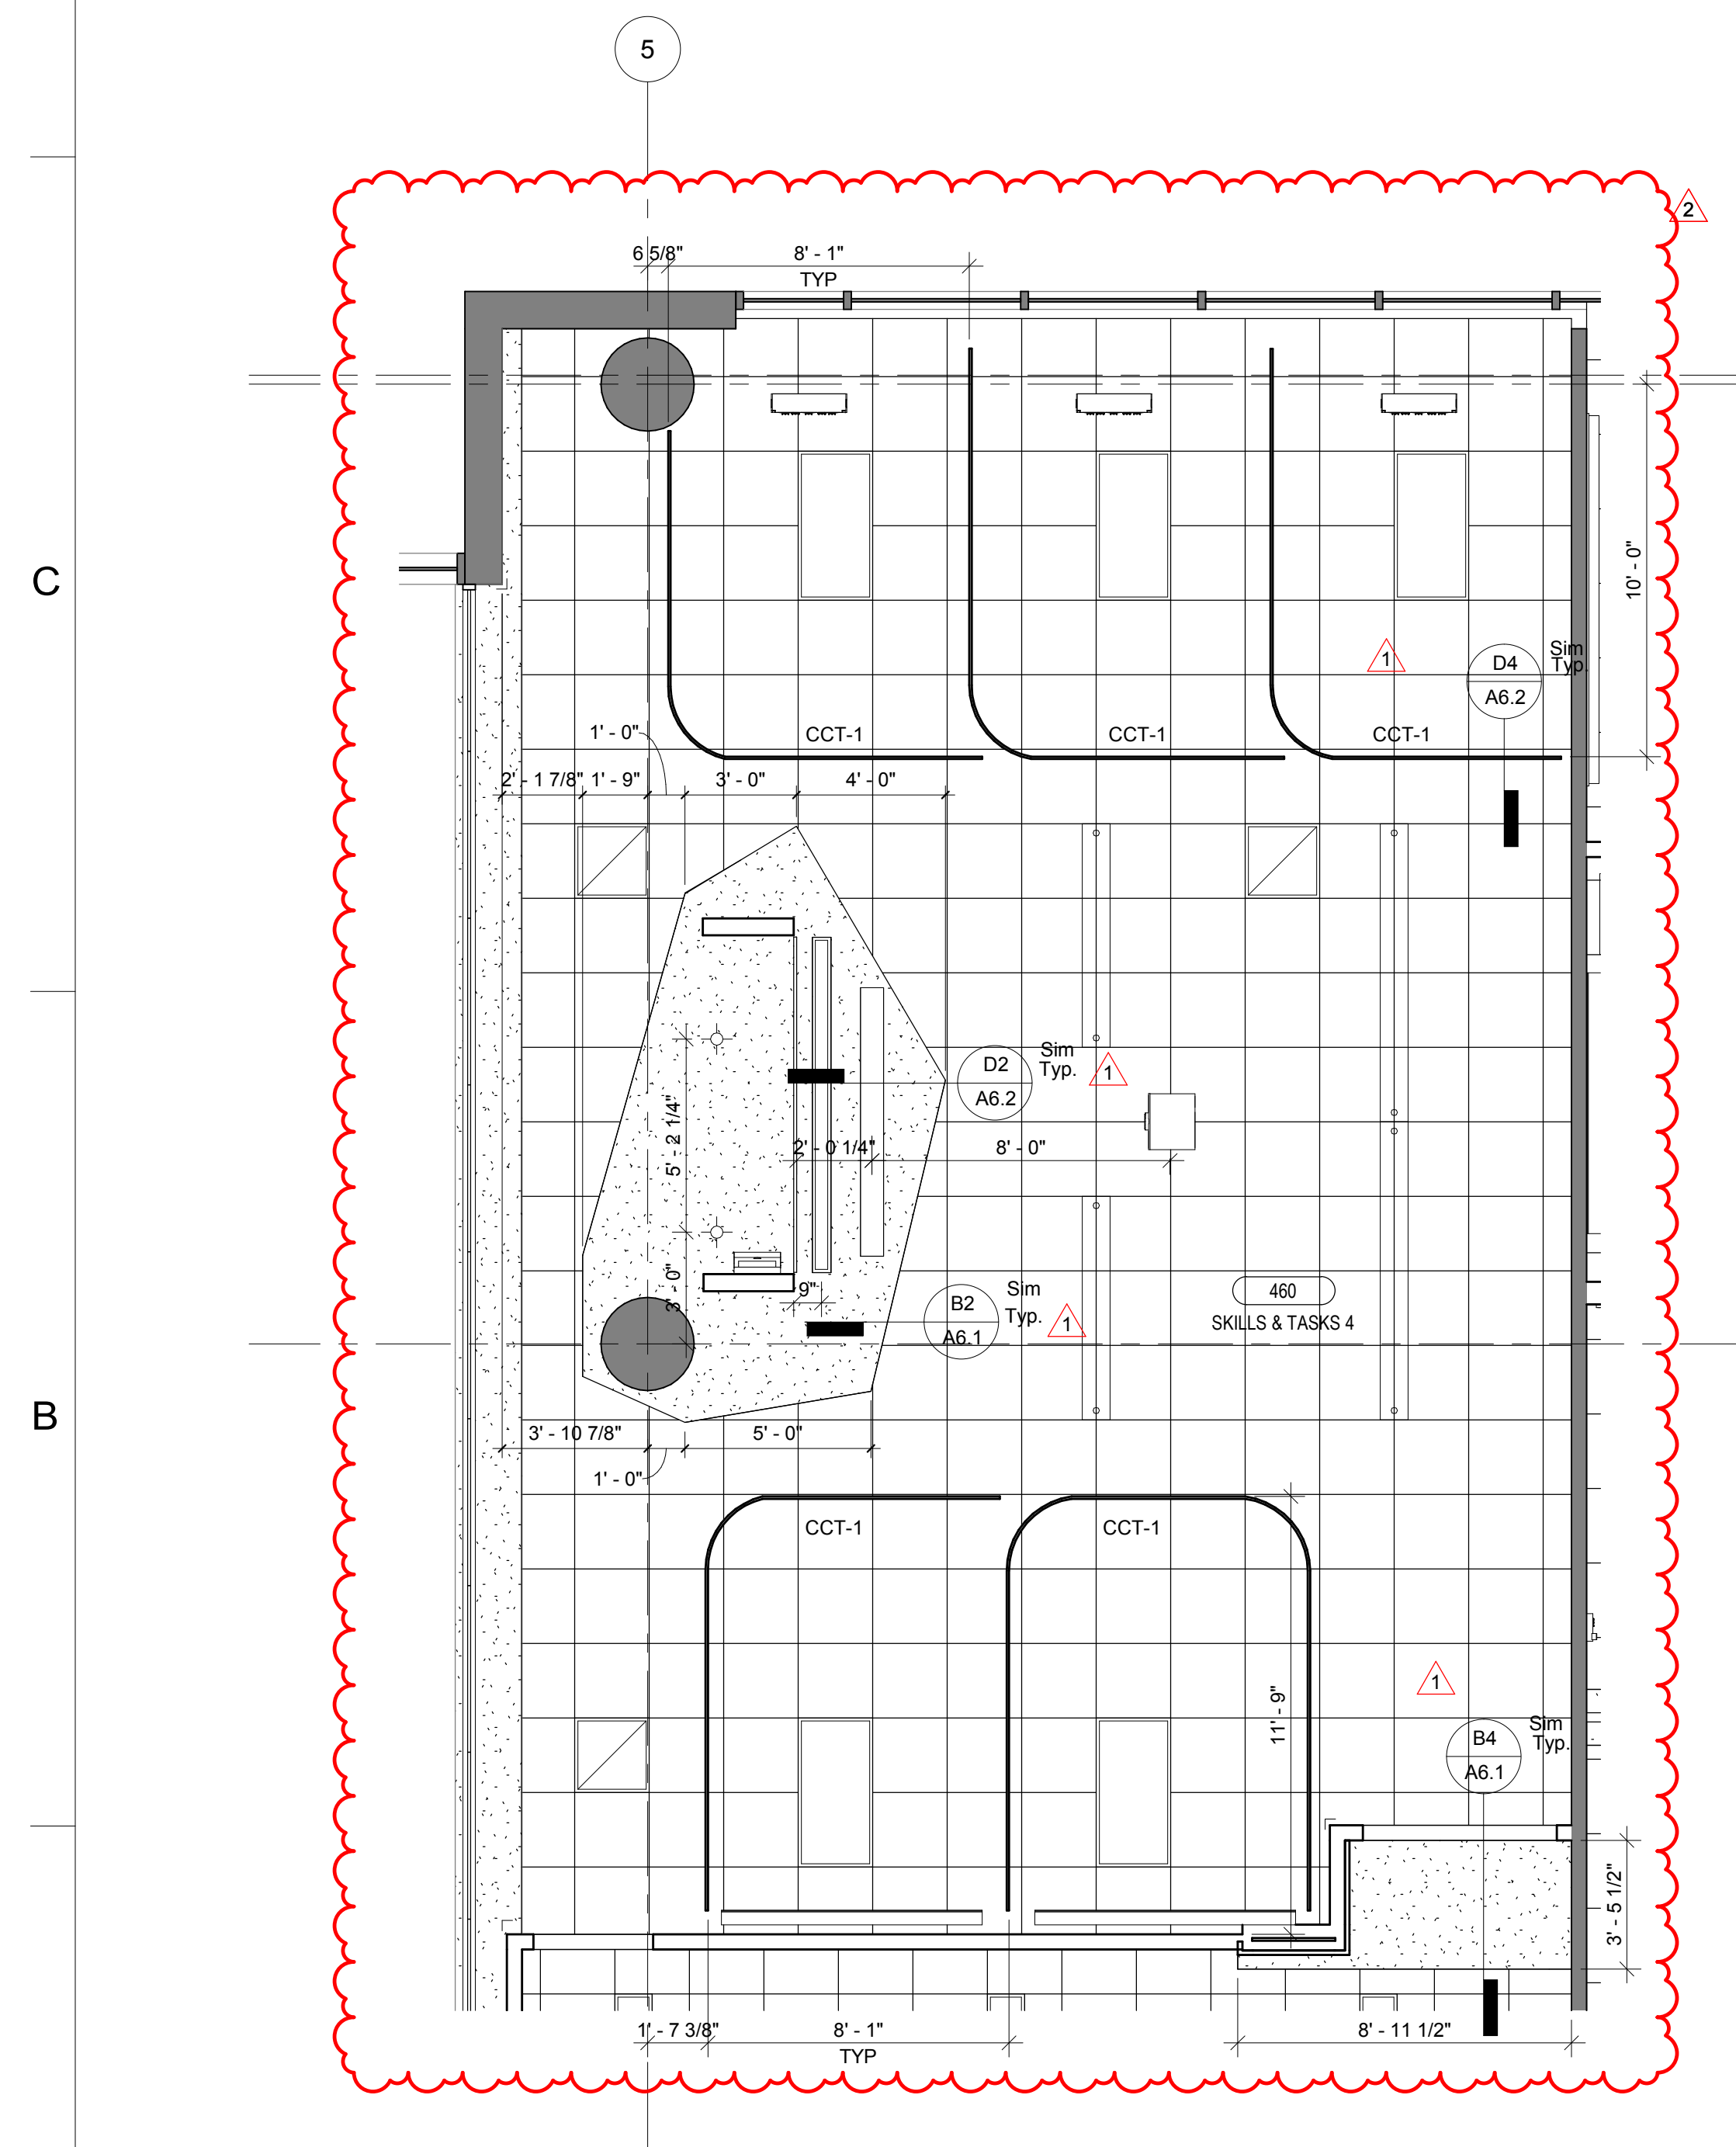 5
2
6 5/8"
8' - 1"
TYP
C
10' - 0"
1
Sim
Typ.
D4
A6.2
1' - 0"
CCT-1
CCT-1
CCT-1
2' - 1 7/8"
1' - 9"
3' - 0"
4' - 0"
D2
A6.2
Sim
Typ.
1
5' - 2 1/4"
2' - 0 1/4"
8' - 0"
3' - 0"
9"
B2
A6.1
Sim
Typ.
1
460
SKILLS & TASKS 4
B
3' - 10 7/8"
5' - 0"
1' - 0"
CCT-1
CCT-1
11' - 9"
1
Sim
Typ.
B4
A6.1
3' - 5 1/2"
1' - 7 3/8"
8' - 1"
TYP
8' - 11 1/2"